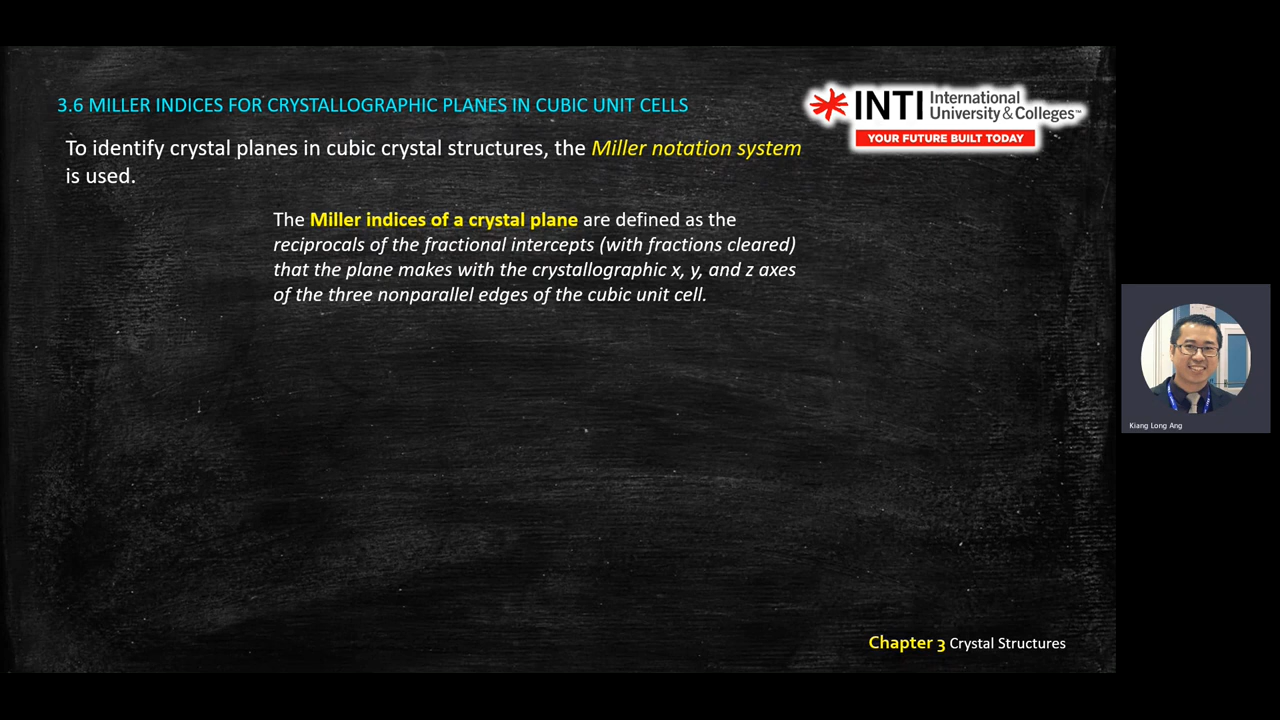 3.6 MILLER INDICES FOR CRYSTALLOGRAPHIC PLANES IN CUBIC UNIT CELLS
INTI International
University & Colleges™
YOUR FUTURE BUILT TODAY
To identify crystal planes in cubic crystal structures, the Miller notation system
is used.
The Miller indices of a crystal plane are defined as the
reciprocals of the fractional intercepts (with fractions cleared)
that the plane makes with the crystallographic x, y, and z axes
of the three nonparallel edges of the cubic unit cell.
Kiang Long Ang
Chapter 3 Crystal Structures